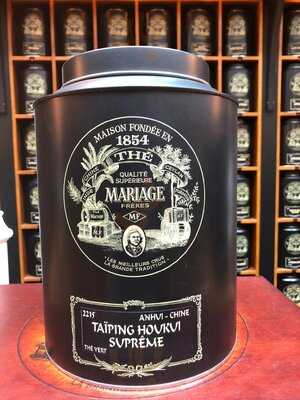 MAISON FONDÉE EN
1854
THÉ
QUALITÉ
SUPÉRIEURE
MARIAGE
FRÈRES
MF
"LES MEILLEURS CRUS
LA GRANDE TRADITION"
2215 ANHUI - CHINE
TAÏPING HOUKUI
SUPRÊME
THÉ VERT